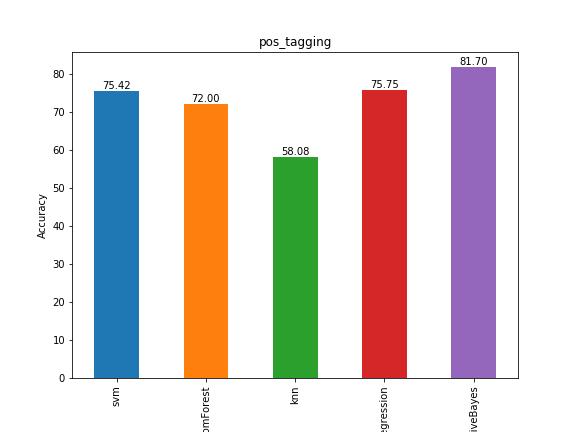 pos_tagging
81.70
75.42
75.75
72.00
58.08
80
70
60
50
40
30
20
10
0
Accuracy
svm
omForest
knn
egression
iveBayes